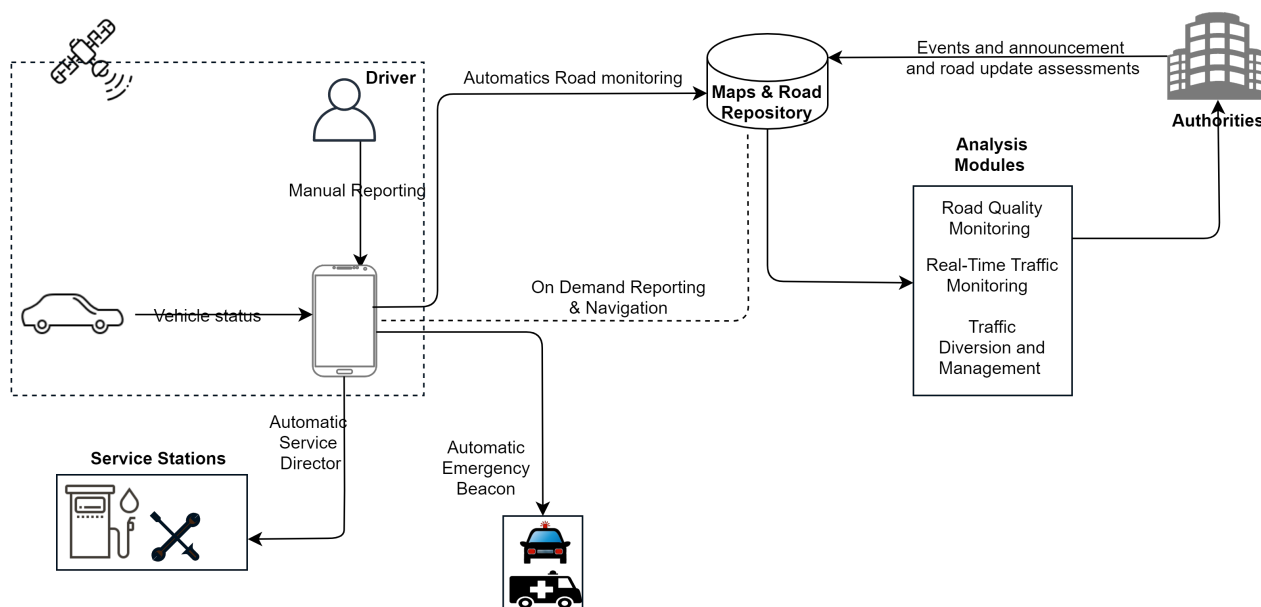 Driver
Manual Reporting
Vehicle status
Automatics Road monitoring
Maps & Road
Repository
Events and announcement
and road update assessments
Authorities
Analysis
Modules
Road Quality
Monitoring
Real-Time Traffic
Monitoring
Traffic
Diversion and
Management
On Demand Reporting
& Navigation
Automatic
Service
Director
Service Stations
Automatic
Emergency
Beacon